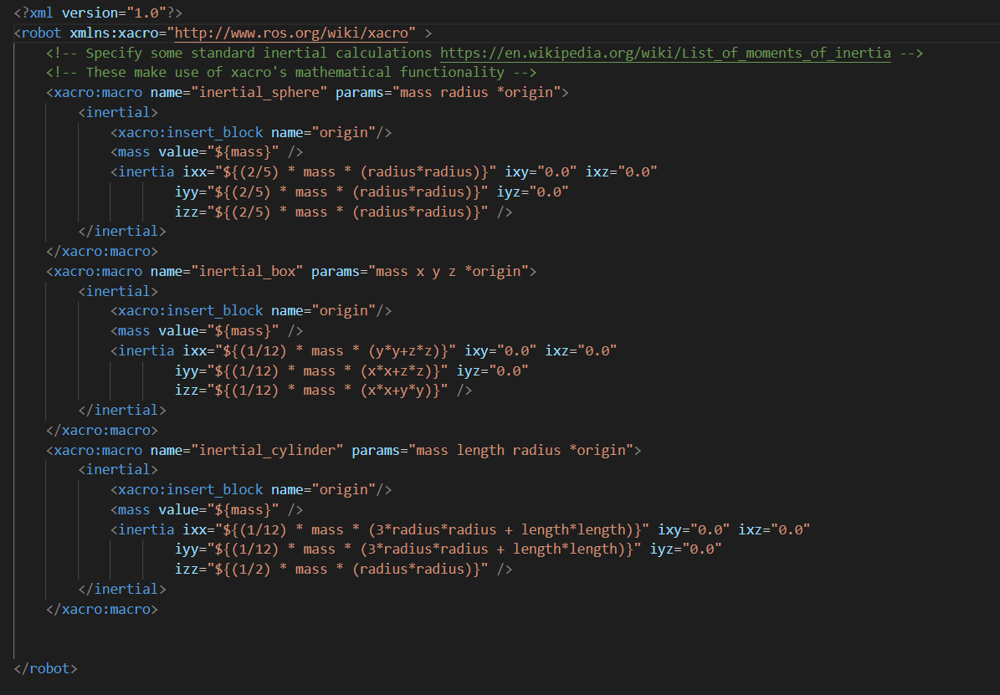 <?xml version="1.0"?>
<robot xmlns:xacro="http://www.ros.org/wiki/xacro" >
    <!-- Specify some standard inertial calculations https://en.wikipedia.org/wiki/List_of_moments_of_inertia -->
    <!-- These make use of xacro's mathematical functionality -->
    <xacro:macro name="inertial_sphere" params="mass radius *origin">
        <inertial>
            <xacro:insert_block name="origin"/>
            <mass value="${mass}" />
            <inertia ixx="${(2/5) * mass * (radius*radius)}" ixy="0.0" ixz="0.0"
                    iyy="${(2/5) * mass * (radius*radius)}" iyz="0.0"
                    izz="${(2/5) * mass * (radius*radius)}" />
        </inertial>
    </xacro:macro>
    <xacro:macro name="inertial_box" params="mass x y z *origin">
        <inertial>
            <xacro:insert_block name="origin"/>
            <mass value="${mass}" />
            <inertia ixx="${(1/12) * mass * (y*y+z*z)}" ixy="0.0" ixz="0.0"
                    iyy="${(1/12) * mass * (x*x+z*z)}" iyz="0.0"
                    izz="${(1/12) * mass * (x*x+y*y)}" />
        </inertial>
    </xacro:macro>
    <xacro:macro name="inertial_cylinder" params="mass length radius *origin">
        <inertial>
            <xacro:insert_block name="origin"/>
            <mass value="${mass}" />
            <inertia ixx="${(1/12) * mass * (3*radius*radius + length*length)}" ixy="0.0" ixz="0.0"
                    iyy="${(1/12) * mass * (3*radius*radius + length*length)}" iyz="0.0"
                    izz="${(1/2) * mass * (radius*radius)}" />
        </inertial>
    </xacro:macro>
</robot>